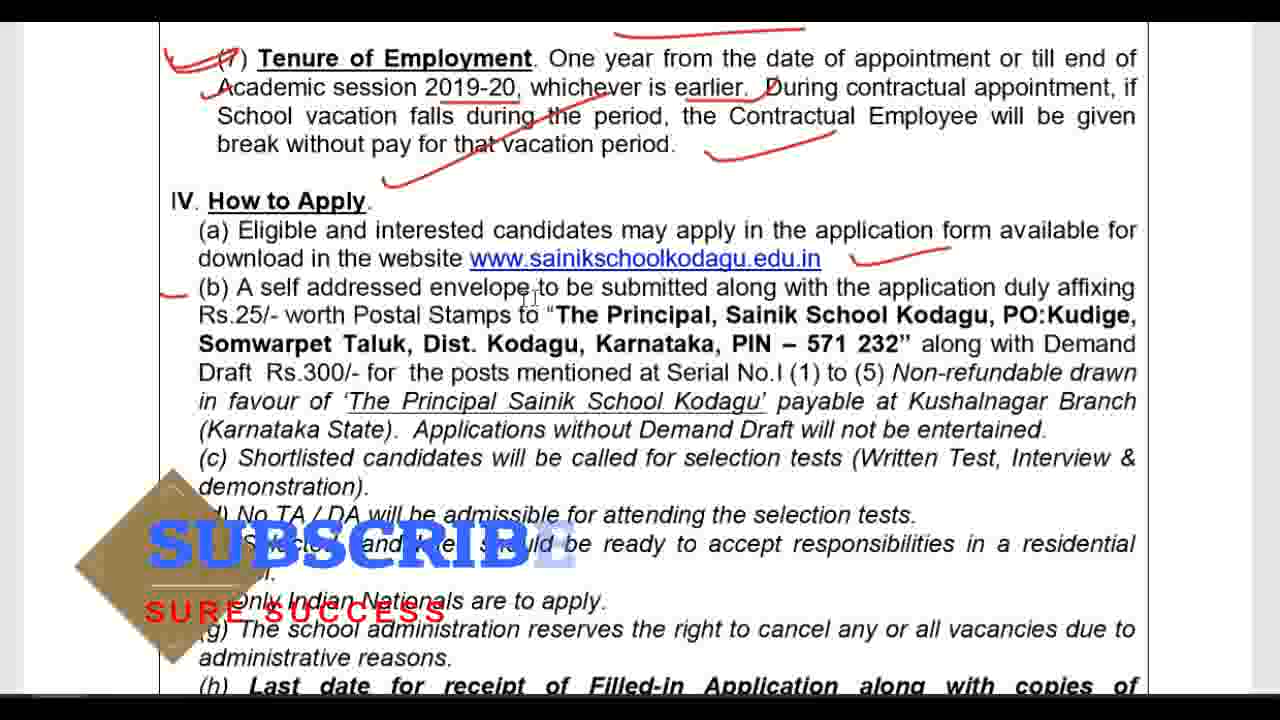 (7) Tenure of Employment. One year from the date of appointment or till end of
Academic session 2019-20, whichever is earlier. During contractual appointment, if
School vacation falls during the period, the Contractual Employee will be given
break without pay for that vacation period.
IV. How to Apply.
(a) Eligible and interested candidates may apply in the application form available for
download in the website www.sainikschoolkodagu.edu.in
(b) A self addressed envelope to be submitted along with the application duly affixing
Rs.25/- worth Postal Stamps to “The Principal, Sainik School Kodagu, PO:Kudige,
Somwarpet Taluk, Dist. Kodagu, Karnataka, PIN – 571 232” along with Demand
Draft Rs.300/- for the posts mentioned at Serial No.I (1) to (5) Non-refundable drawn
in favour of ‘The Principal Sainik School Kodagu’ payable at Kushalnagar Branch
(Karnataka State). Applications without Demand Draft will not be entertained.
(c) Shortlisted candidates will be called for selection tests (Written Test, Interview &
demonstration).
No TA / DA will be admissible for attending the selection tests.
should be ready to accept responsibilities in a residential
only Indian Nationals are to apply.
(g) The school administration reserves the right to cancel any or all vacancies due to
administrative reasons.
(h) Last date for receipt of Filled-in Application along with copies of
SUBSCRIBE
SURE SUCCESS